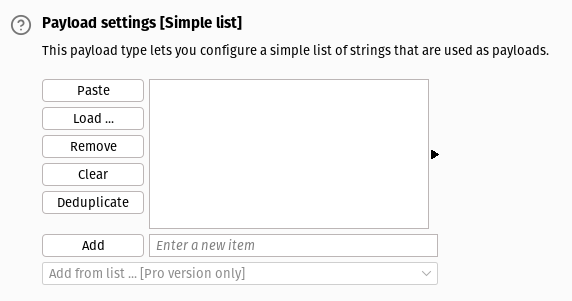 Payload settings [Simple list]
This payload type lets you configure a simple list of strings that are used as payloads.
Paste
Load ...
Remove
Clear
Deduplicate
Add
Enter a new item
Add from list ... [Pro version only]